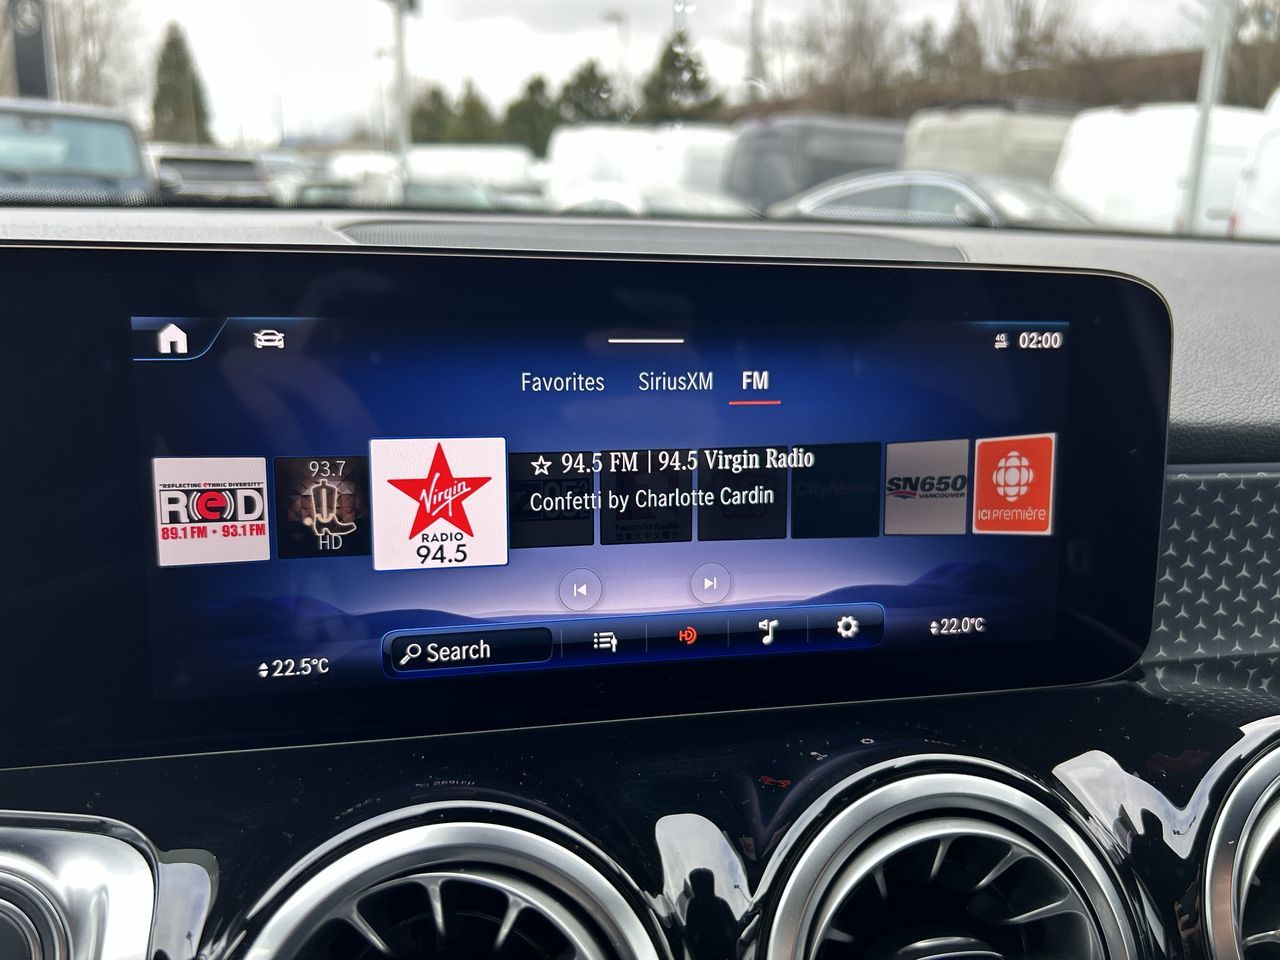 02:00
Favorites SiriusXM FM
"REFLECTING ETHNIC DIVERSITY"
ReD
89.1 FM • 93.1 FM
93.7
HD
Virgin
RADIO
94.5
94.5 FM | 94.5 Virgin Radio
Confetti by Charlotte Cardin
Fairchild Radio
CityNews
SN650
VANCOUVER
ICI PREMIÈRE
22.5°C
Search
HD
22.0°C